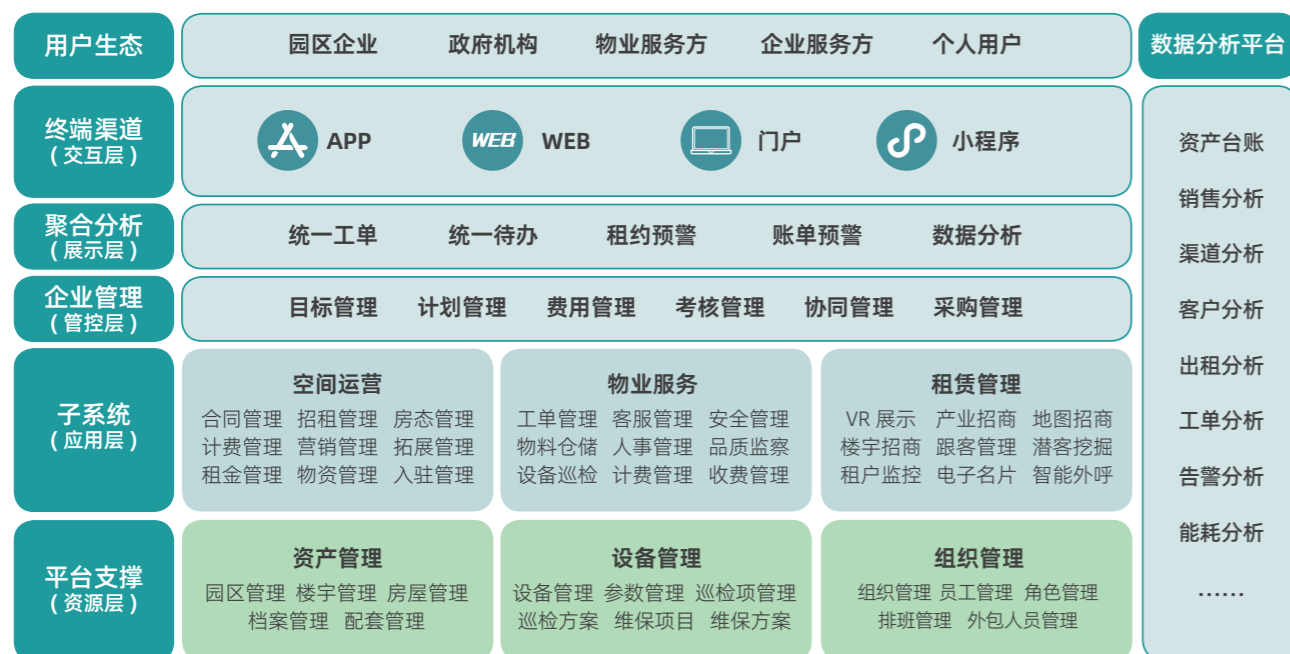 用户生态
园区企业 政府机构 物业服务方 企业服务方 个人用户
终端渠道
(交互层)
APP WEB WEB 门户 小程序
聚合分析
(展示层)
统一工单 统一待办 租约预警 账单预警 数据分析
企业管理
(管控层)
目标管理 计划管理 费用管理 考核管理 协同管理 采购管理
子系统
(应用层)
空间运营
合同管理 招租管理 房态管理
计费管理 营销管理 拓展管理
租金管理 物资管理 入驻管理
物业服务
工单管理 客服管理 安全管理
物料仓储 人事管理 品质监察
设备巡检 计费管理 收费管理
租赁管理
VR 展示 产业招商 地图招商
楼宇招商 跟客管理 潜客挖掘
租户监控 电子名片 智能外呼
平台支撑
(资源层)
资产管理
园区管理 楼宇管理 房屋管理
档案管理 配套管理
设备管理
设备管理 参数管理 巡检项管理
巡检方案 维保项目 维保方案
组织管理
组织管理 员工管理 角色管理
排班管理 外包人员管理
数据分析平台
资产台账
销售分析
渠道分析
客户分析
出租分析
工单分析
告警分析
能耗分析
……